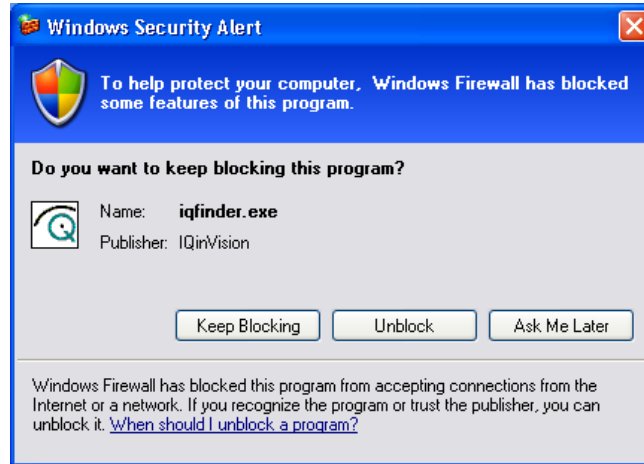 Windows Security Alert
To help protect your computer, Windows Firewall has blocked
some features of this program.
Do you want to keep blocking this program?
Name: iqfinder.exe
Publisher: IQinVision
Keep Blocking Unblock Ask Me Later
Windows Firewall has blocked this program from accepting connections from the
Internet or a network. If you recognize the program or trust the publisher, you can
unblock it. When should I unblock a program?